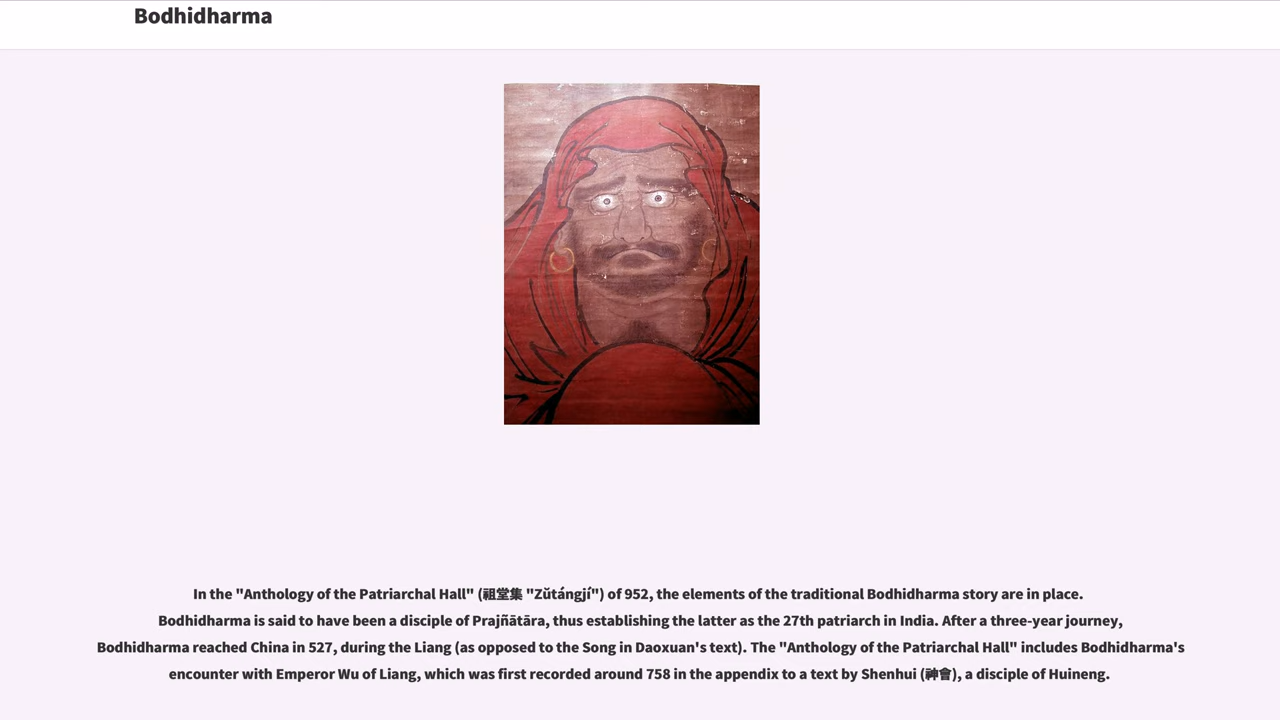 Bodhidharma
In the "Anthology of the Patriarchal Hall" (祖堂集 "Zŭtángjí") of 952, the elements of the traditional Bodhidharma story are in place.
Bodhidharma is said to have been a disciple of Prajñātāra, thus establishing the latter as the 27th patriarch in India. After a three-year journey,
Bodhidharma reached China in 527, during the Liang (as opposed to the Song in Daoxuan's text). The "Anthology of the Patriarchal Hall" includes Bodhidharma's
encounter with Emperor Wu of Liang, which was first recorded around 758 in the appendix to a text by Shenhui (神會), a disciple of Huineng.